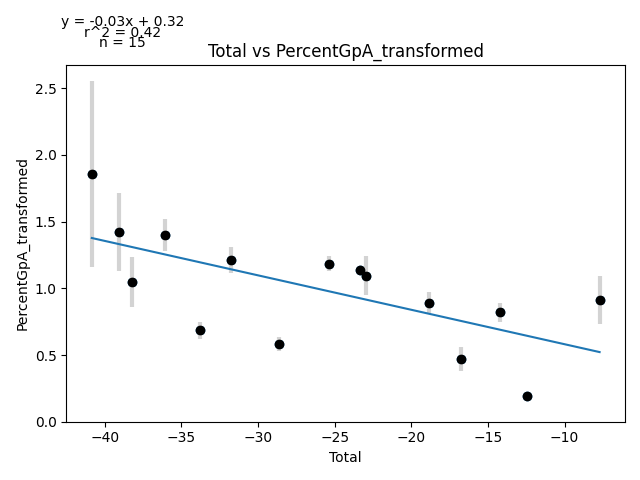 y = -0.03x + 0.32
r^2 = 0.42
n = 15
Total vs PercentGpA_transformed
PercentGpA_transformed
2.5
2.0
1.5
1.0
0.5
0.0
−40
−35
−30
−25
−20
−15
−10
Total